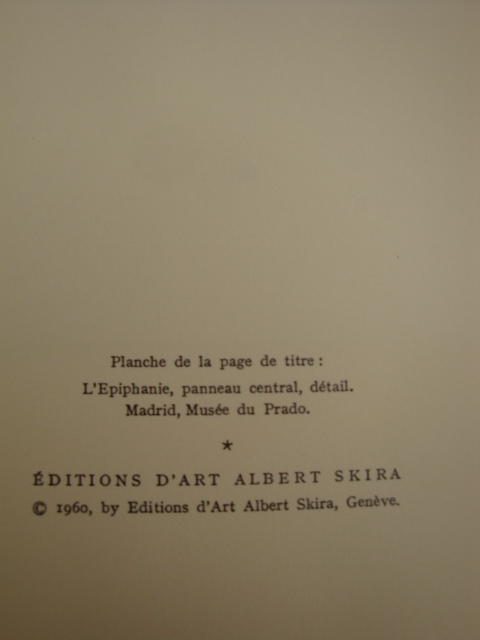 Planche de la page de titre :
L'Epiphanie, panneau central, détail.
Madrid, Musée du Prado.
*
ÉDITIONS D'ART ALBERT SKIRA
© 1960, by Editions d'Art Albert Skira, Genève.